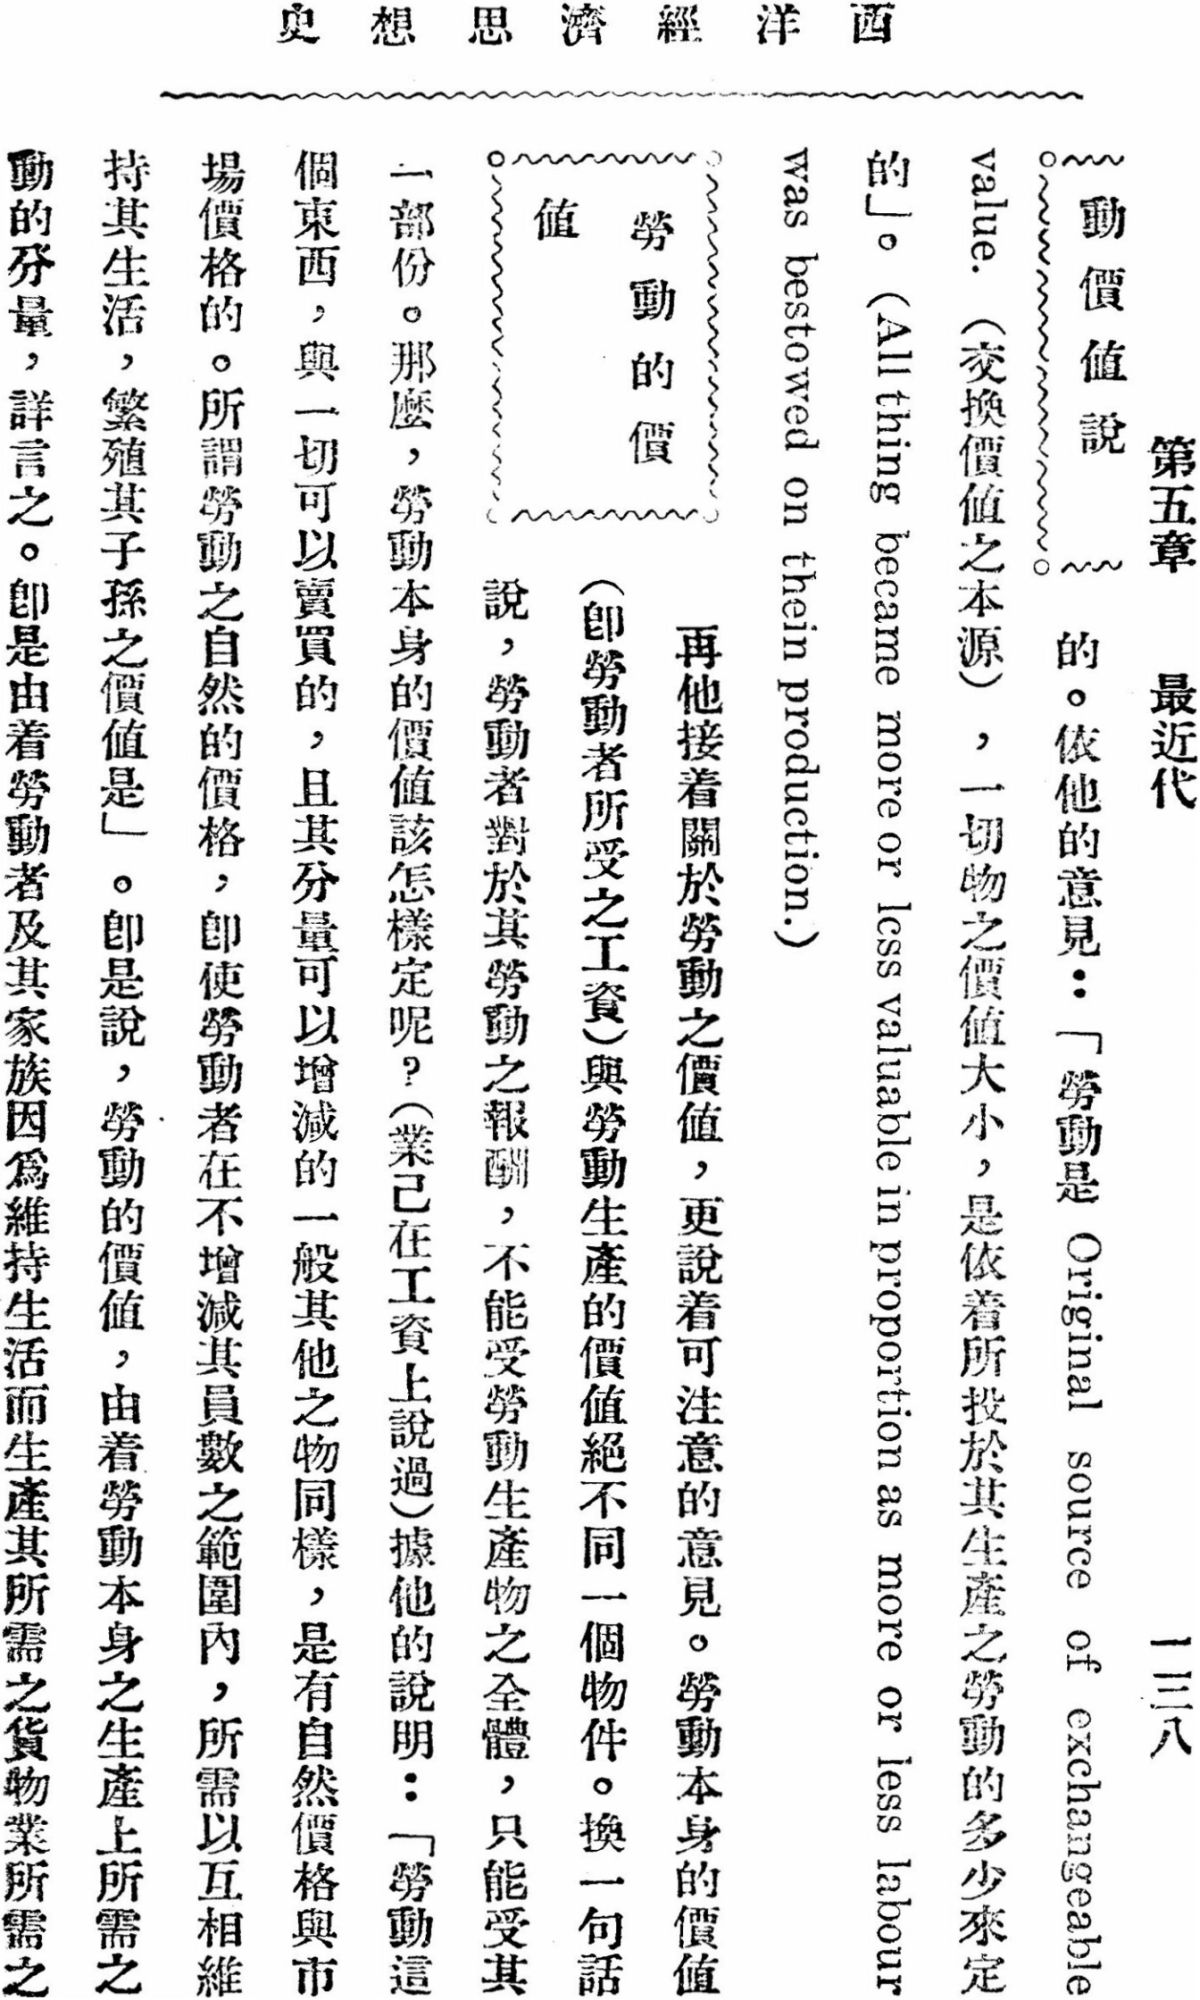 西洋經濟思想史
第五章 最近代 一三八
動價值說
的。依他的意見：「勞動是 Original source of exchangeable
value.（交換價值之本源），一切物之價值大小，是依着所投於其生產之勞動的多少來定
的」。（All thing became more or lcss valuable in proportion as more or less labour
was bestowed on thein production.）
勞動的價
值
再他接着關於勞動之價值，更說着可注意的意見。勞動本身的價值
（卽勞動者所受之工資）與勞動生產的價值絕不同一個物件。換一句話
說，勞動者對於其勞動之報酬，不能受勞動生產物之全體，只能受其
一部份。那麼，勞動本身的價值該怎樣定呢？（業己在工資上說過）據他的說明：「勞動這
個東西，與一切可以賣買的，且其分量可以增減的一般其他之物同樣，是有自然價格與市
場價格的。所謂勞動之自然的價格，卽使勞動者在不增減其員數之範圍內，所需以互相維
持其生活，繁殖其子孫之價值是」。卽是說，勞動的價值，由着勞動本身之生產上所需之
動的分量，詳言之。卽是由着勞動者及其家族因爲維持生活而生產其所需之貨物業所需之